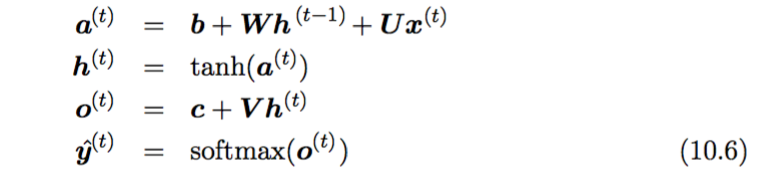 a⁽ᵗ⁾ = b + Wh⁽ᵗ⁻¹⁾ + Ux⁽ᵗ⁾
h⁽ᵗ⁾ = tanh(a⁽ᵗ⁾)
o⁽ᵗ⁾ = c + Vh⁽ᵗ⁾
ŷ⁽ᵗ⁾ = softmax(o⁽ᵗ⁾) (10.6)